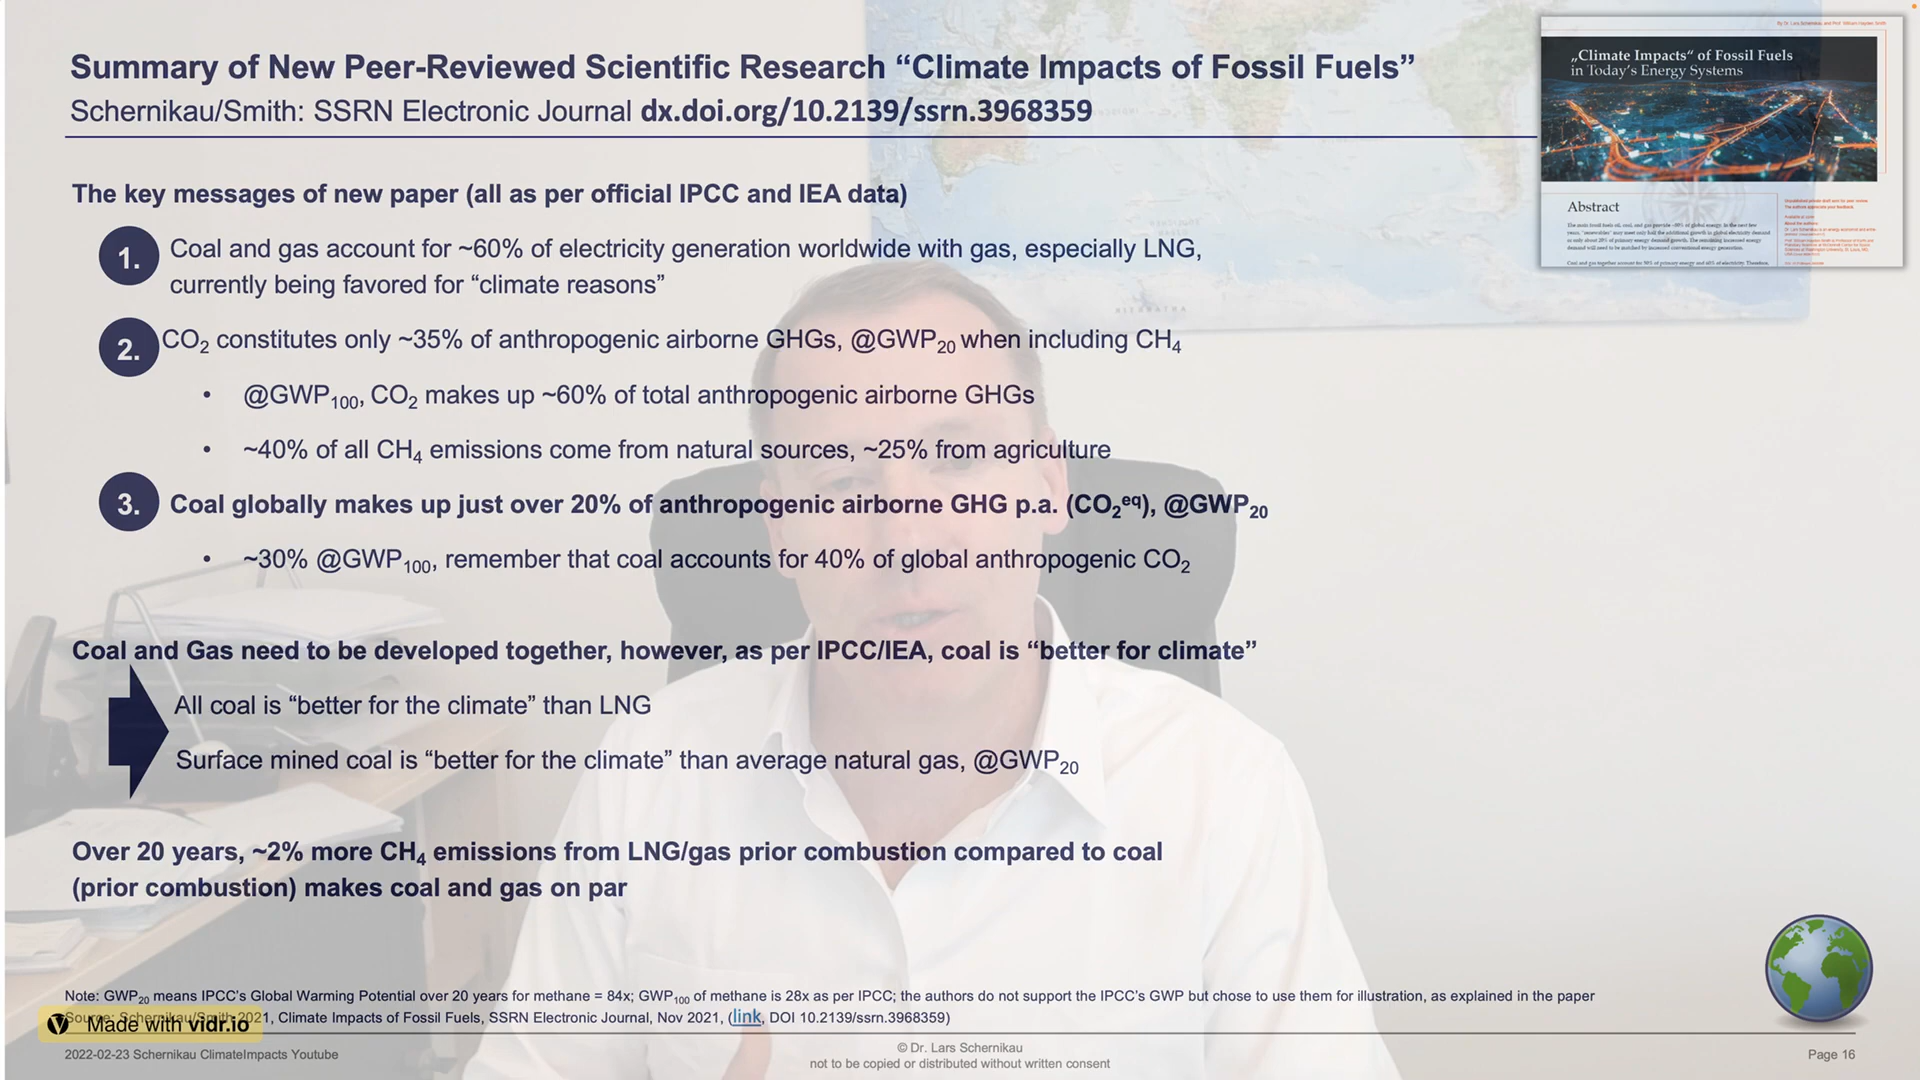 Summary of New Peer-Reviewed Scientific Research “Climate Impacts of Fossil Fuels”
Schernikau/Smith: SSRN Electronic Journal dx.doi.org/10.2139/ssrn.3968359
By Dr. Lars Schernikau and Prof. William Hayden Smith
„Climate Impacts“ of Fossil Fuels
in Today's Energy Systems
Abstract
The key messages of new paper (all as per official IPCC and IEA data)
1. Coal and gas account for ~60% of electricity generation worldwide with gas, especially LNG,
currently being favored for “climate reasons”
2. CO2 constitutes only ~35% of anthropogenic airborne GHGs, @GWP20 when including CH4
• @GWP100, CO2 makes up ~60% of total anthropogenic airborne GHGs
• ~40% of all CH4 emissions come from natural sources, ~25% from agriculture
3. Coal globally makes up just over 20% of anthropogenic airborne GHG p.a. (CO2eq), @GWP20
• ~30% @GWP100, remember that coal accounts for 40% of global anthropogenic CO2
Coal and Gas need to be developed together, however, as per IPCC/IEA, coal is “better for climate”
All coal is “better for the climate” than LNG
Surface mined coal is “better for the climate” than average natural gas, @GWP20
Over 20 years, ~2% more CH4 emissions from LNG/gas prior combustion compared to coal
(prior combustion) makes coal and gas on par
Note: GWP20 means IPCC's Global Warming Potential over 20 years for methane = 84x; GWP100 of methane is 28x as per IPCC; the authors do not support the IPCC's GWP but chose to use them for illustration, as explained in the paper
Source: Schernikau/Smith 2021, Climate Impacts of Fossil Fuels, SSRN Electronic Journal, Nov 2021, (link, DOI 10.2139/ssrn.3968359)
Made with vidr.io
2022-02-23 Schernikau ClimateImpacts Youtube
© Dr. Lars Schernikau
not to be copied or distributed without written consent
Page 16